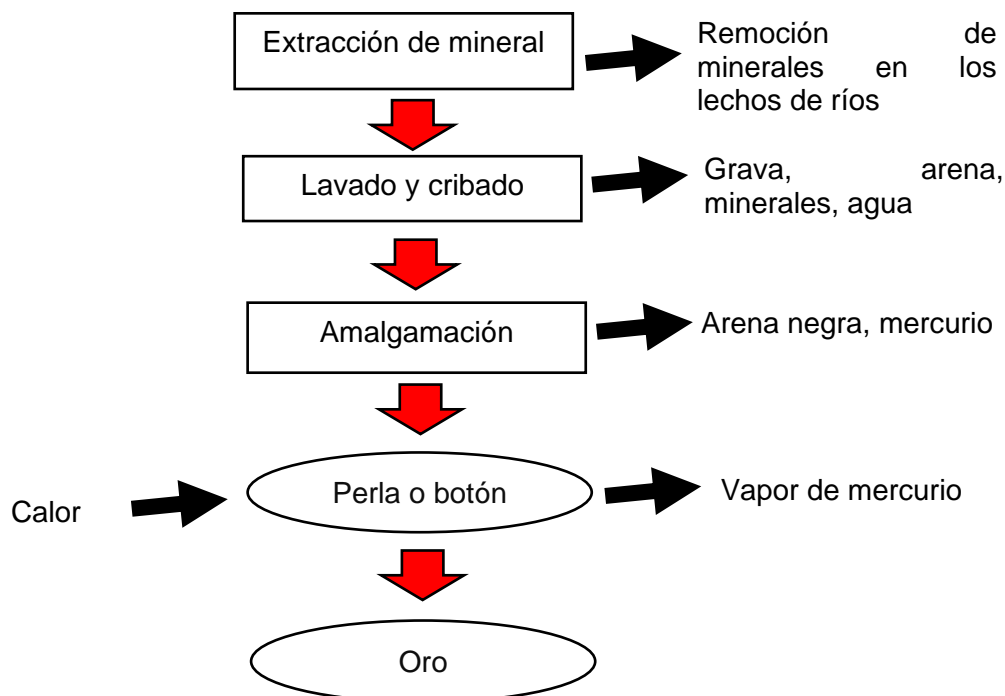 Extracción de mineral
Remoción de
minerales en los
lechos de ríos
Lavado y cribado
Grava, arena,
minerales, agua
Amalgamación
Arena negra, mercurio
Calor
Perla o botón
Vapor de mercurio
Oro